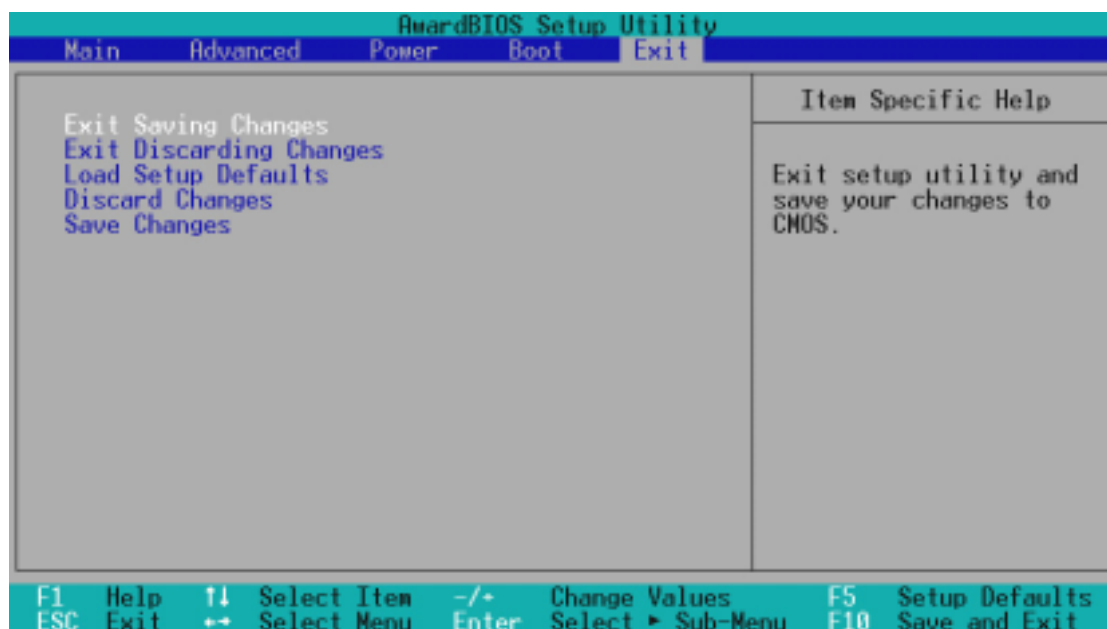 AwardBIOS Setup Utility
Main Advanced Power Boot Exit
Item Specific Help
Exit Saving Changes
Exit Discarding Changes
Load Setup Defaults
Discard Changes
Save Changes
Exit setup utility and
save your changes to
CMOS.
F1 Help ↑↓ Select Item -/+ Change Values F5 Setup Defaults
ESC Exit ←→ Select Menu Enter Select ► Sub-Menu F10 Save and Exit